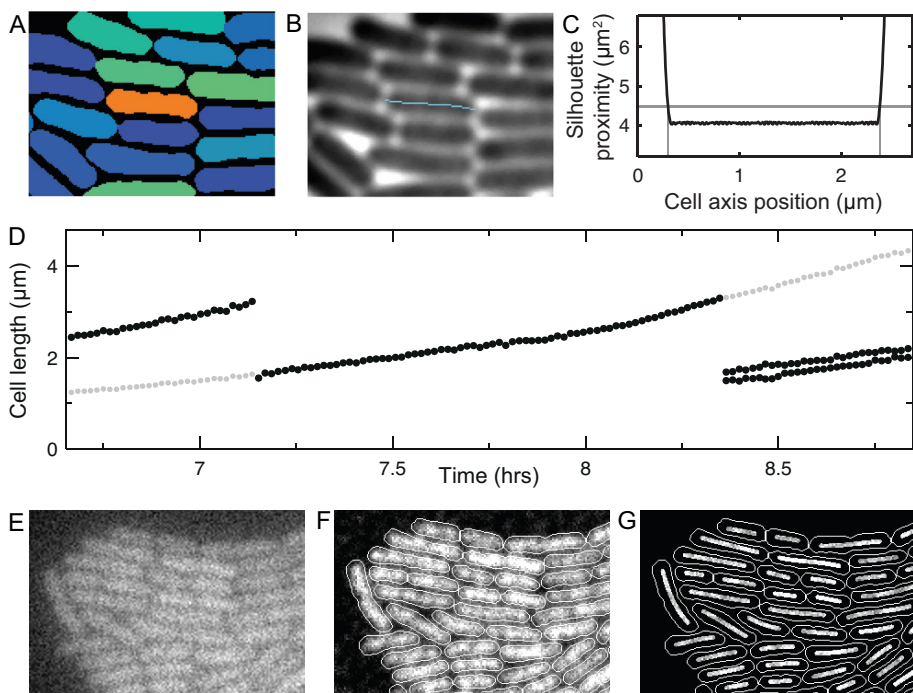 A
B
C
Silhouette
proximity (µm²)
6
5
4
0
1
2
Cell axis position (µm)
D
Cell length (µm)
4
2
0
7
7.5
8
8.5
Time (hrs)
E
F
G